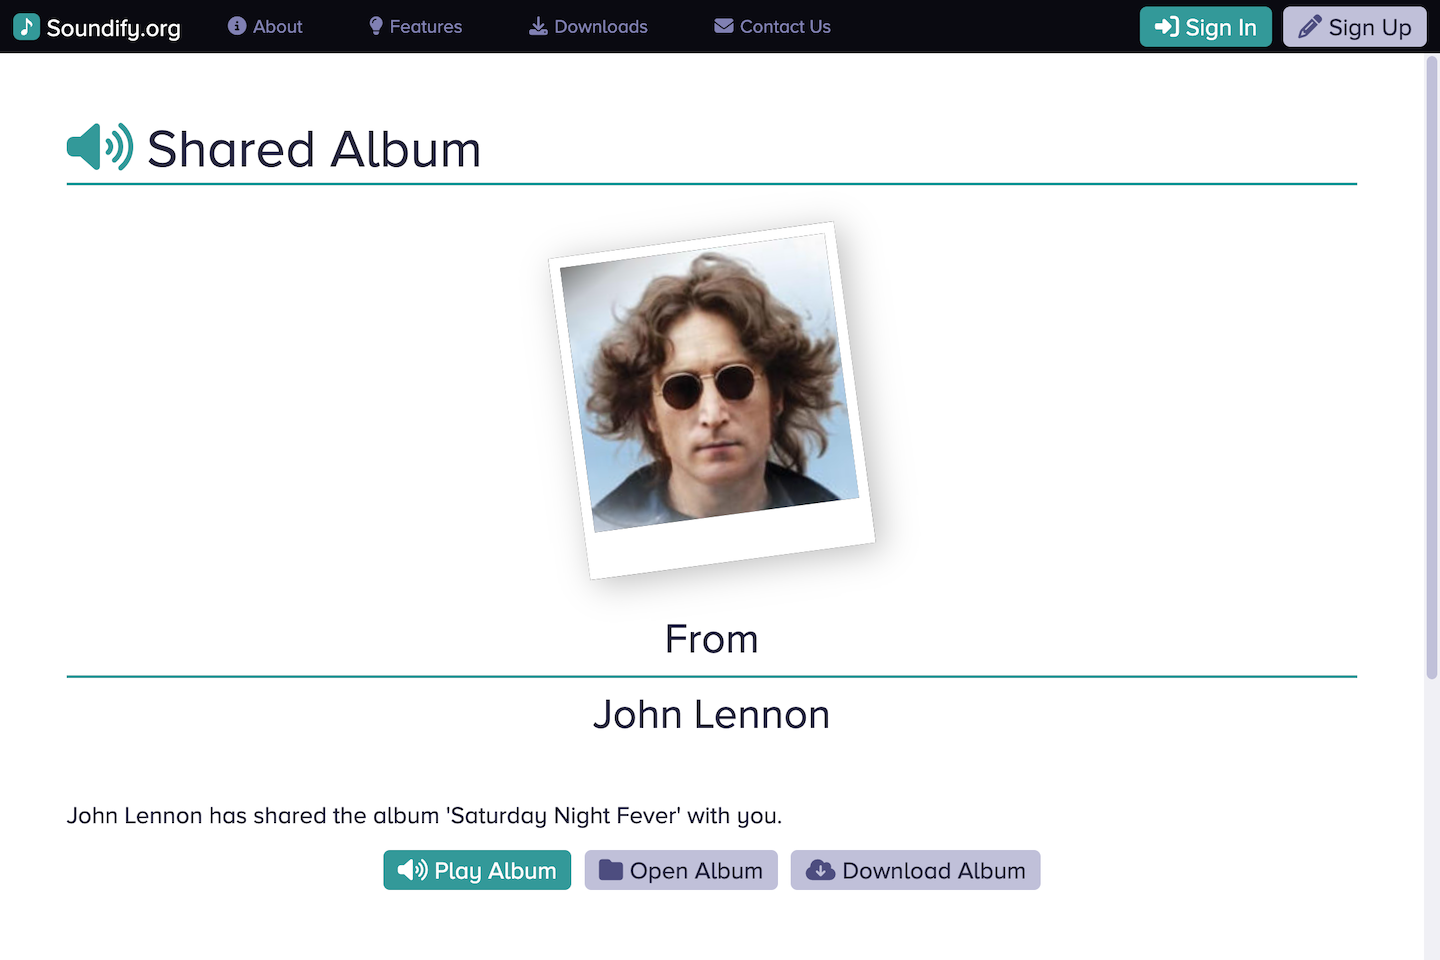 Soundify.org About Features Downloads Contact Us Sign In Sign Up
Shared Album
From
John Lennon
John Lennon has shared the album 'Saturday Night Fever' with you.
Play Album Open Album Download Album